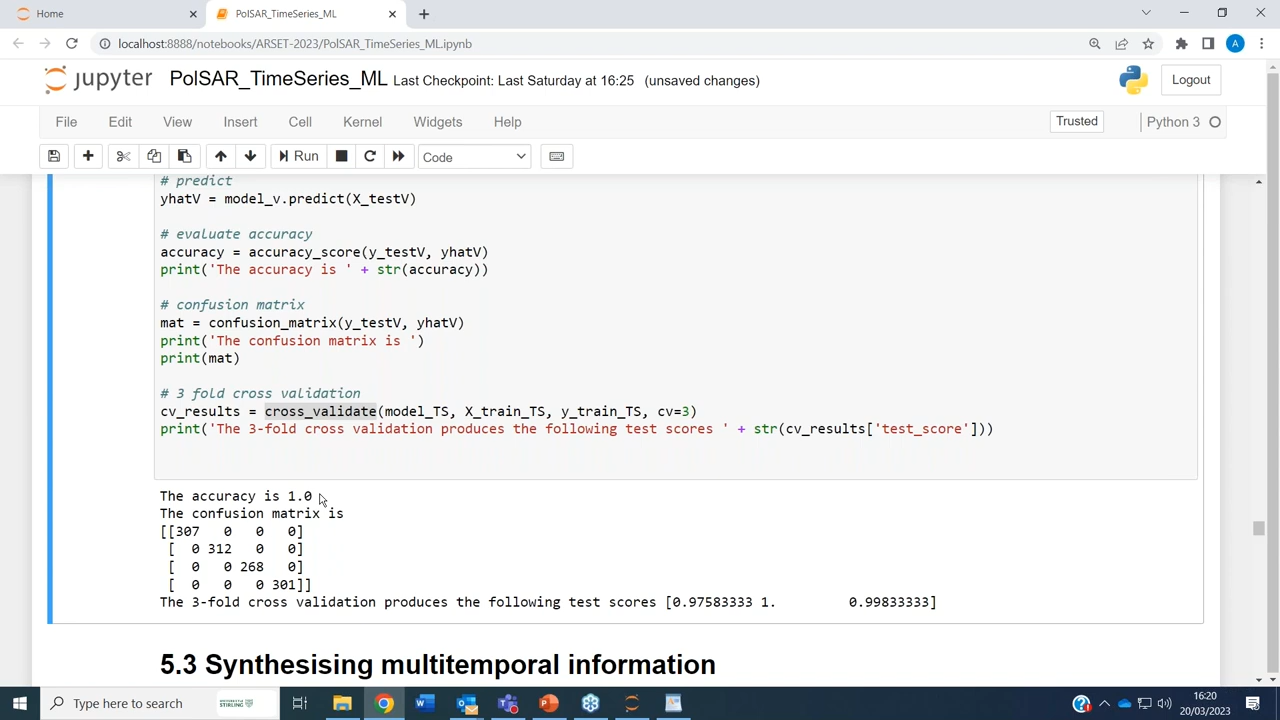 Home
PolSAR_TimeSeries_ML
localhost:8888/notebooks/ARSET-2023/PolSAR_TimeSeries_ML.ipynb
A
jupyter PolSAR_TimeSeries_ML Last Checkpoint: Last Saturday at 16:25 (unsaved changes)
Logout
File Edit View Insert Cell Kernel Widgets Help
Trusted
Python 3
Run
Code
# predict
yhatV = model_v.predict(X_testV)
# evaluate accuracy
accuracy = accuracy_score(y_testV, yhatV)
print('The accuracy is ' + str(accuracy))
# confusion matrix
mat = confusion_matrix(y_testV, yhatV)
print('The confusion matrix is ')
print(mat)
# 3 fold cross validation
cv_results = cross_validate(model_TS, X_train_TS, y_train_TS, cv=3)
print('The 3-fold cross validation produces the following test scores ' + str(cv_results['test_score']))
The accuracy is 1.0
The confusion matrix is
[[307 0 0 0]
[ 0 312 0 0]
[ 0 0 268 0]
[ 0 0 0 301]]
The 3-fold cross validation produces the following test scores [0.97583333 1. 0.99833333]
5.3 Synthesising multitemporal information
Type here to search
16:20
20/03/2023